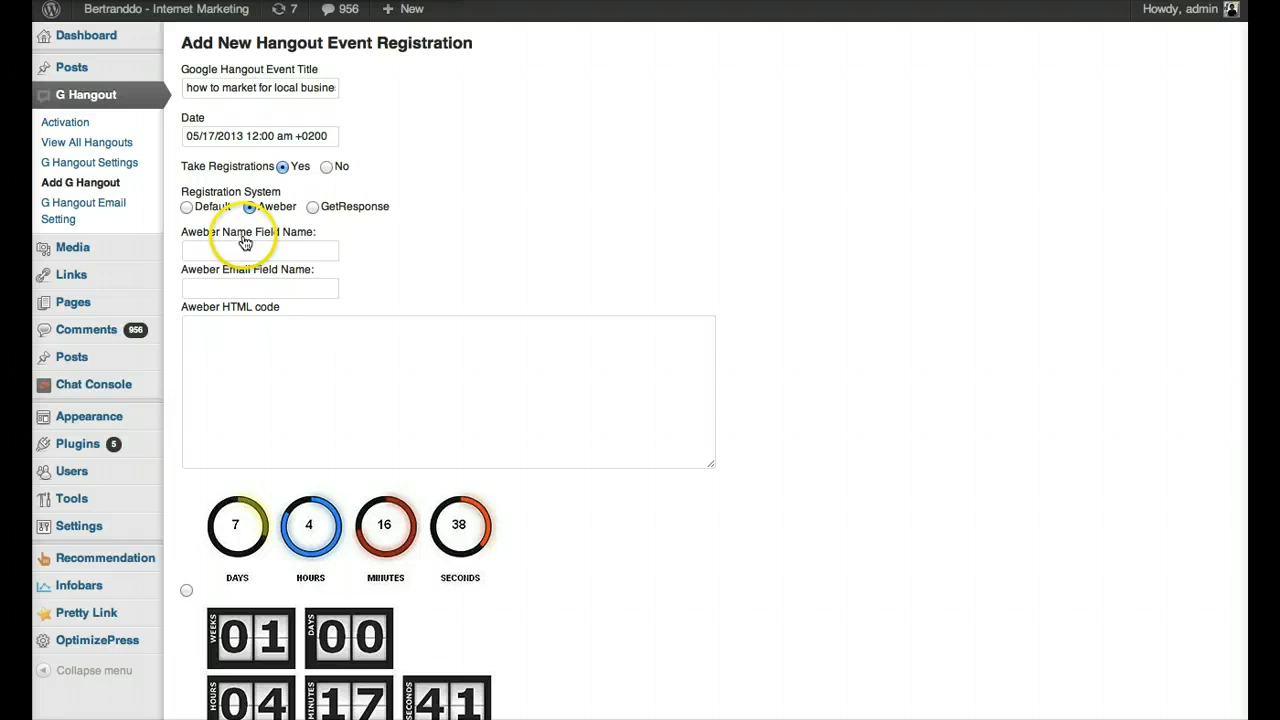 Bertranddo - Internet Marketing 7 956 + New Howdy, admin
Dashboard
Posts
G Hangout
Activation
View All Hangouts
G Hangout Settings
Add G Hangout
G Hangout Email
Setting
Media
Links
Pages
Comments 956
Posts
Chat Console
Appearance
Plugins 5
Users
Tools
Settings
Recommendation
Infobars
Pretty Link
OptimizePress
Collapse menu
Add New Hangout Event Registration
Google Hangout Event Title
how to market for local busine
Date
05/17/2013 12:00 am +0200
Take Registrations Yes No
Registration System
Default Aweber GetResponse
Aweber Name Field Name:
Aweber Email Field Name:
Aweber HTML code
7 4 16 38
DAYS HOURS MINUTES SECONDS
WEEKS 01 DAYS 00
HOURS 04 MINUTES 17 SECONDS 41